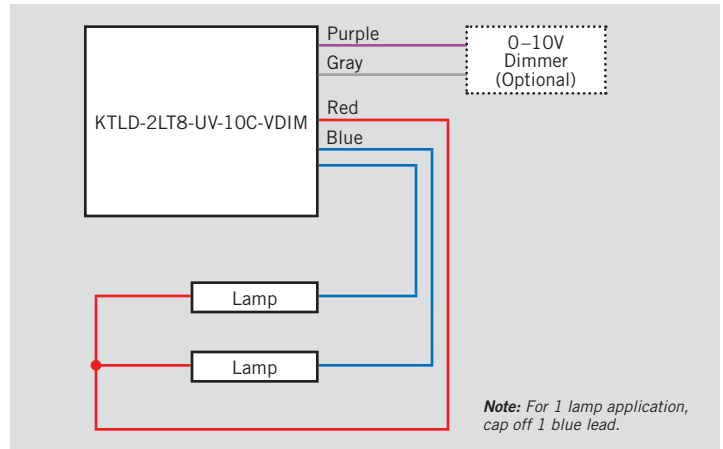 Purple
Gray
0–10V
Dimmer
(Optional)
KTLD-2LT8-UV-10C-VDIM
Red
Blue
Lamp
Lamp
Note: For 1 lamp application,
cap off 1 blue lead.